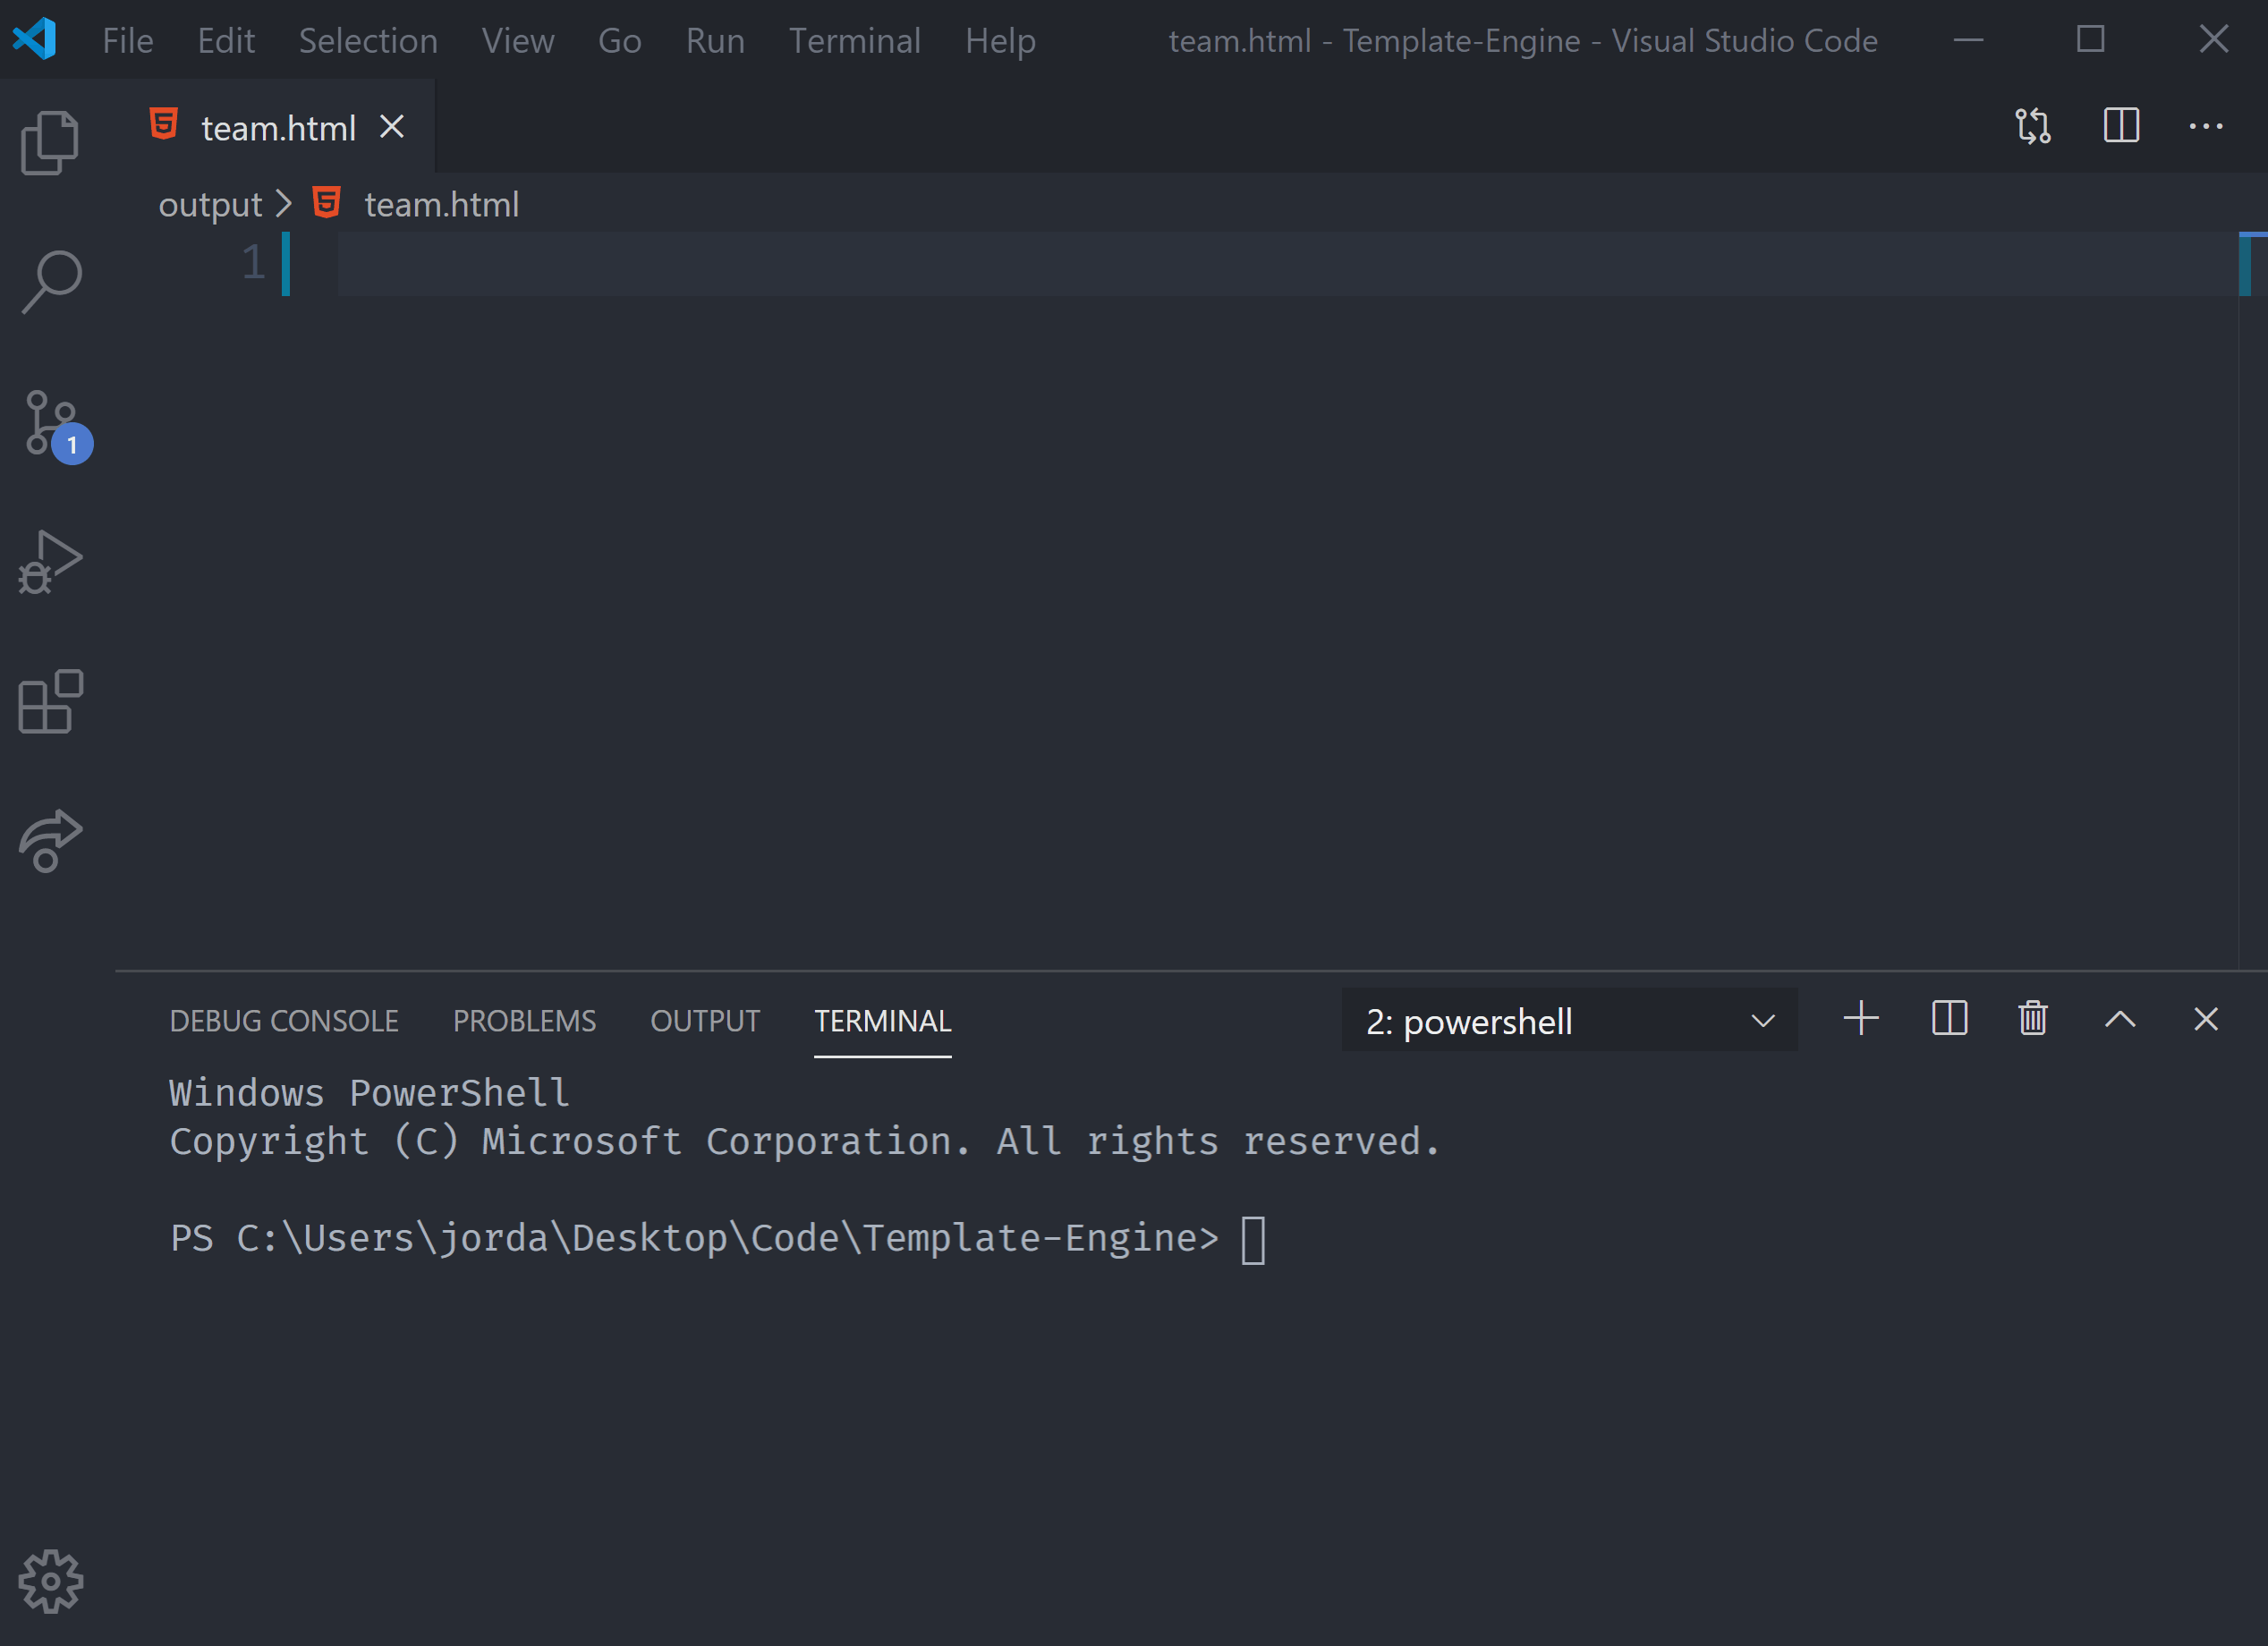 File Edit Selection View Go Run Terminal Help team.html - Template-Engine - Visual Studio Code
team.html
output > team.html
1
1
DEBUG CONSOLE PROBLEMS OUTPUT TERMINAL 2: powershell
Windows PowerShell
Copyright (C) Microsoft Corporation. All rights reserved.
PS C:\Users\jorda\Desktop\Code\Template-Engine>